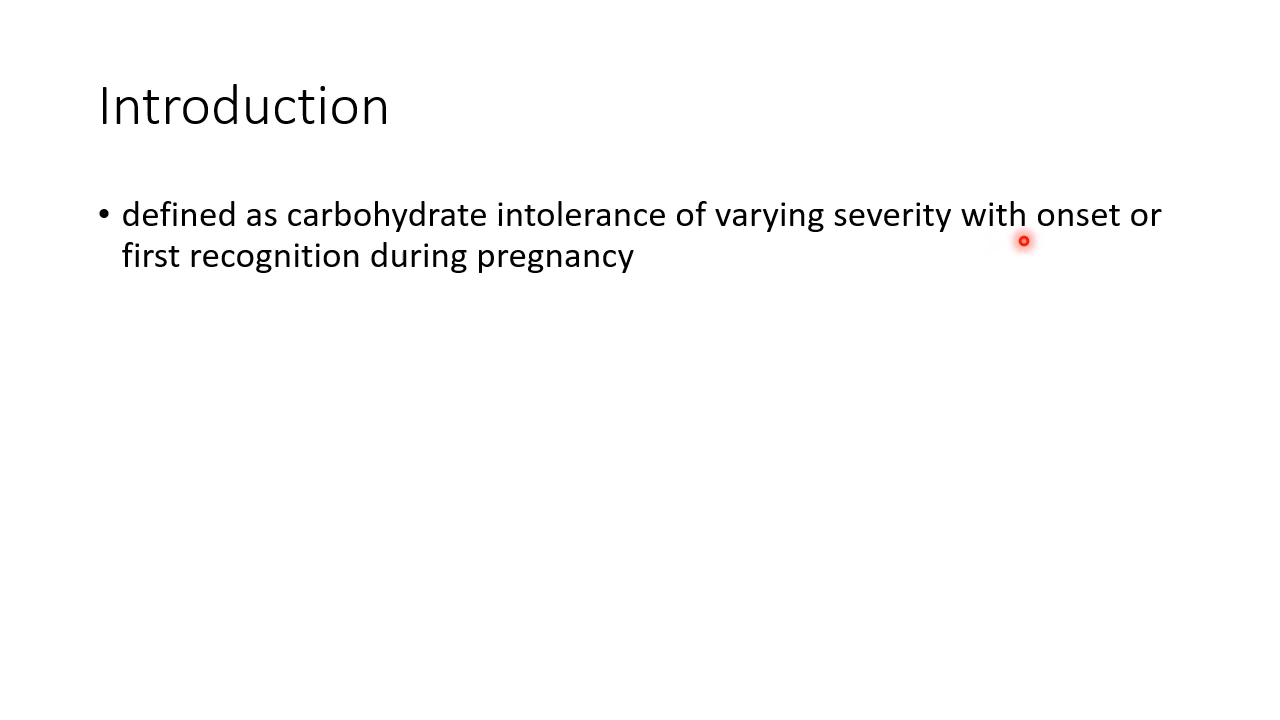 Introduction
• defined as carbohydrate intolerance of varying severity with onset or
first recognition during pregnancy